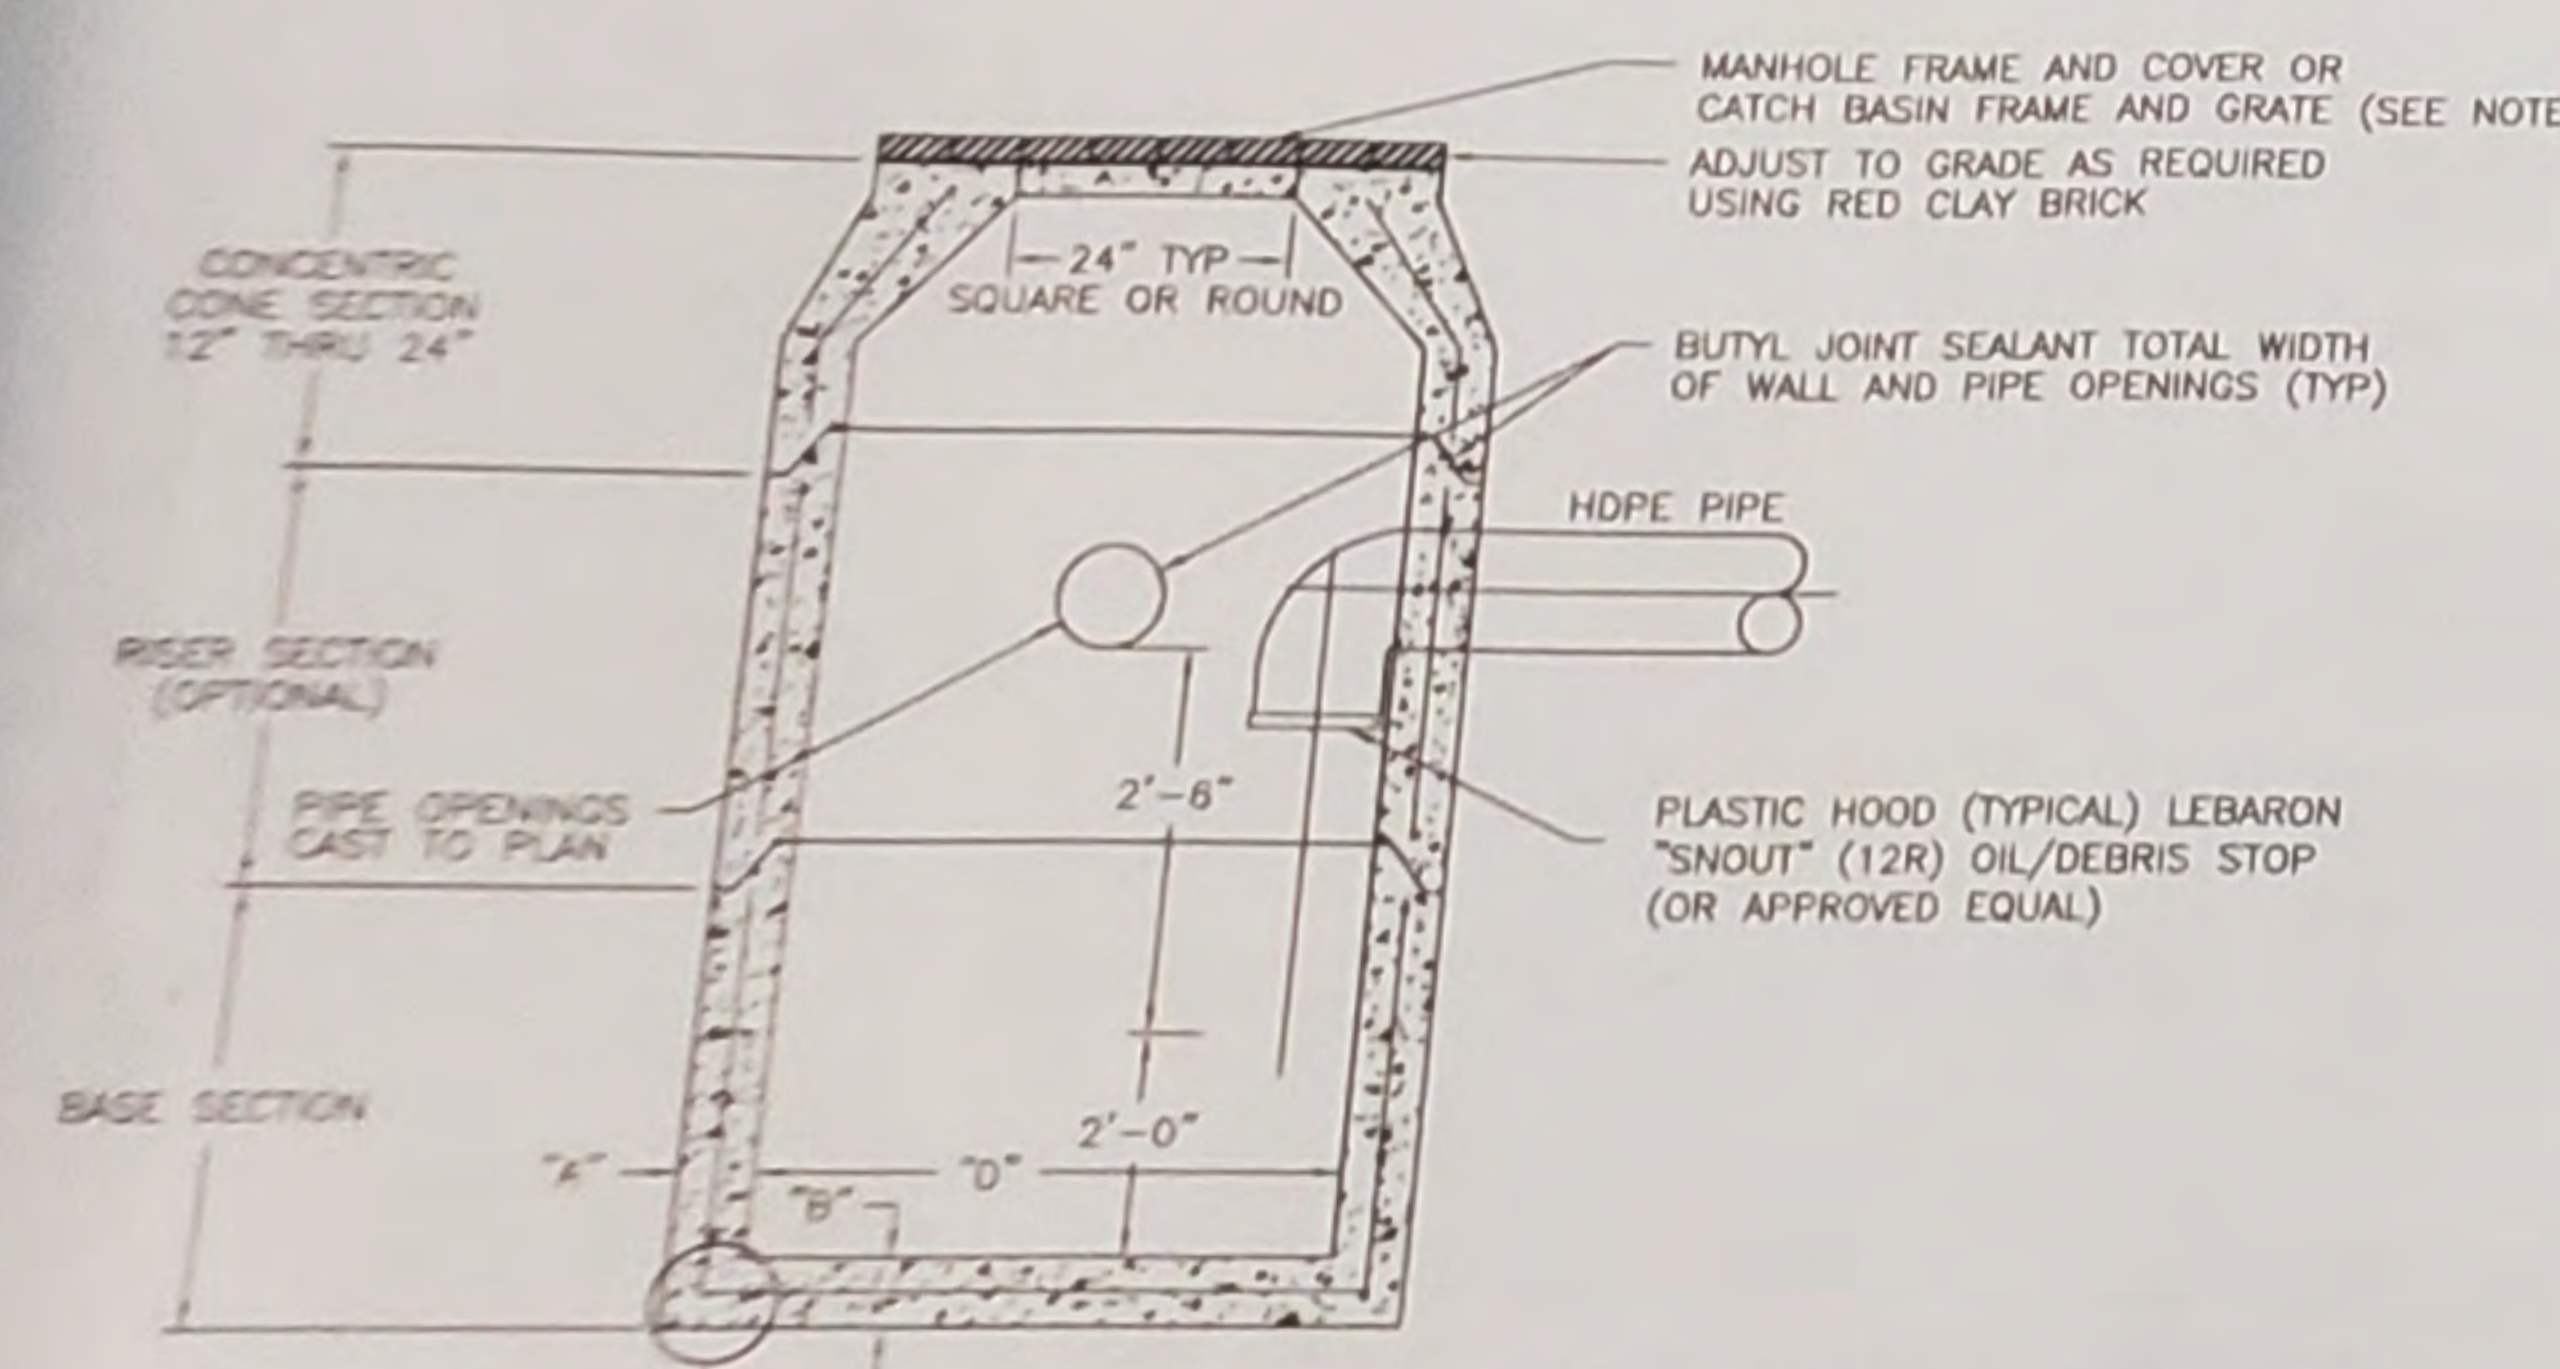 MANHOLE FRAME AND COVER OR
CATCH BASIN FRAME AND GRATE (SEE NOTE
ADJUST TO GRADE AS REQUIRED
USING RED CLAY BRICK
CONCENTRIC
CONE SECTION
12" THRU 24"
24" TYP
SQUARE OR ROUND
BUTYL JOINT SEALANT TOTAL WIDTH
OF WALL AND PIPE OPENINGS (TYP)
HDPE PIPE
RISER SECTION
(OPTIONAL)
PIPE OPENINGS
CAST TO PLAN
2'-6"
PLASTIC HOOD (TYPICAL) LEBARON
"SNOUT" (12R) OIL/DEBRIS STOP
(OR APPROVED EQUAL)
BASE SECTION
2'-0"
"A"
"D"
"B"